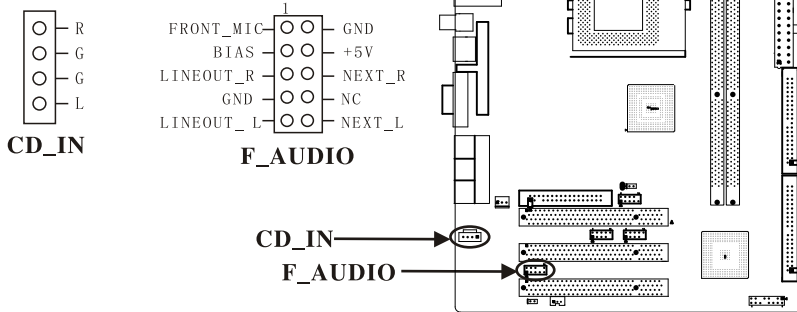 R
G
G
L
CD_IN
1
FRONT_MIC GND
BIAS +5V
LINEOUT_R NEXT_R
GND NC
LINEOUT_ L NEXT_L
F_AUDIO
CD_IN
F_AUDIO